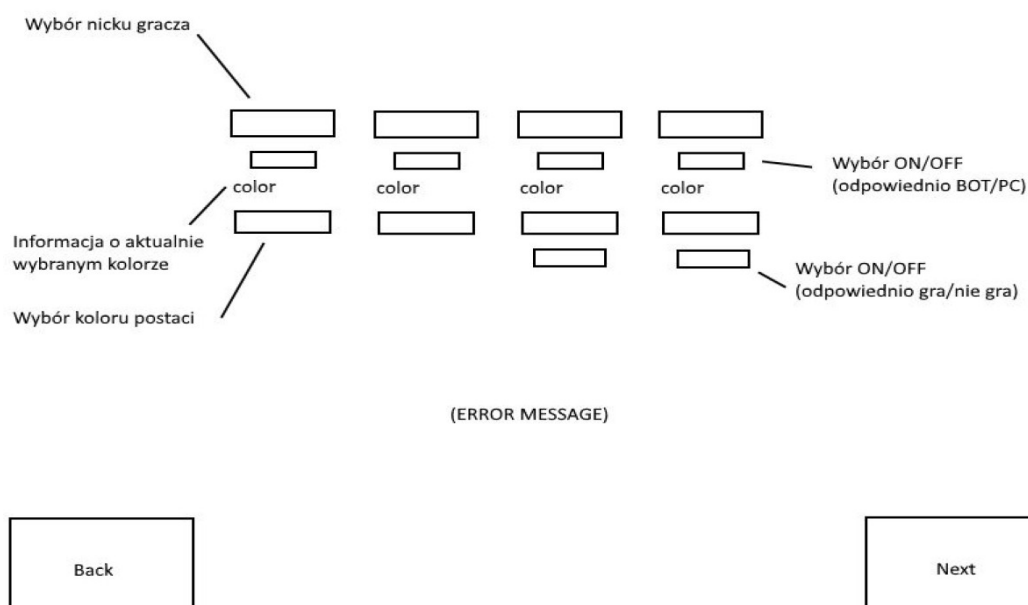 Wybór nicku gracza
Wybór ON/OFF
(odpowiednio BOT/PC)
color color color color
Informacja o aktualnie
wybranym kolorze
Wybór ON/OFF
(odpowiednio gra/nie gra)
Wybór koloru postaci
(ERROR MESSAGE)
Back
Next